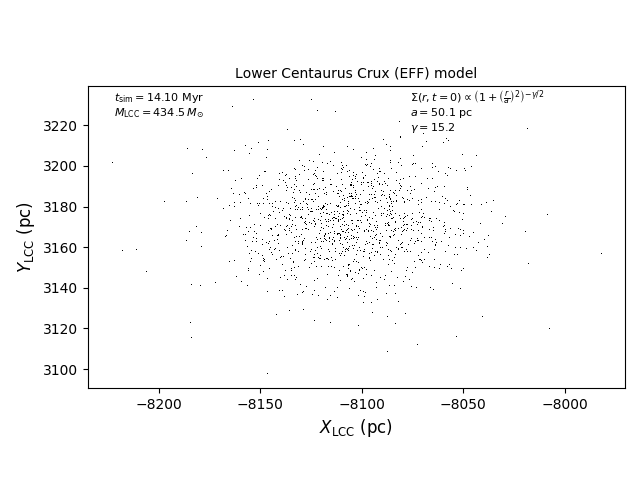 Lower Centaurus Crux (EFF) model
t_sim = 14.10 Myr
M_LCC = 434.5 M_⊙
Σ(r, t = 0) ∝ (1 + (r/a)^2)^−γ/2
a = 50.1 pc
γ = 15.2
3220
3200
3180
3160
3140
3120
3100
Y_LCC (pc)
−8200 −8150 −8100 −8050 −8000
X_LCC (pc)